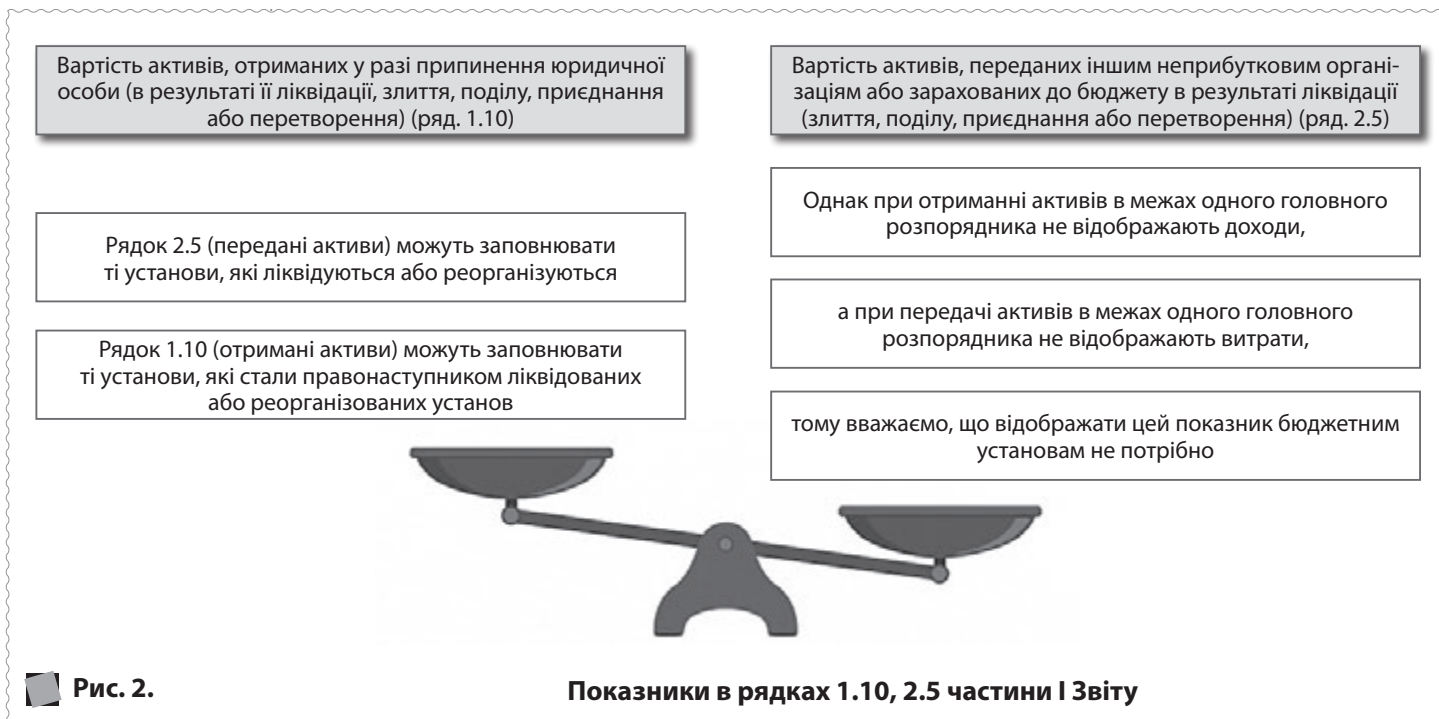 Вартість активів, отриманих у разі припинення юридичної
особи (в результаті її ліквідації, злиття, поділу, приєднання
або перетворення) (ряд. 1.10)
Рядок 2.5 (передані активи) можуть заповнювати
ті установи, які ліквідуються або реорганізуються
Рядок 1.10 (отримані активи) можуть заповнювати
ті установи, які стали правонаступником ліквідованих
або реорганізованих установ
Вартість активів, переданих іншим неприбутковим органі-
заціям або зарахованих до бюджету в результаті ліквідації
(злиття, поділу, приєднання або перетворення) (ряд. 2.5)
Однак при отриманні активів в межах одного головного
розпорядника не відображають доходи,
а при передачі активів в межах одного головного
розпорядника не відображають витрати,
тому вважаємо, що відображати цей показник бюджетним
установам не потрібно
Рис. 2.
Показники в рядках 1.10, 2.5 частини І Звіту